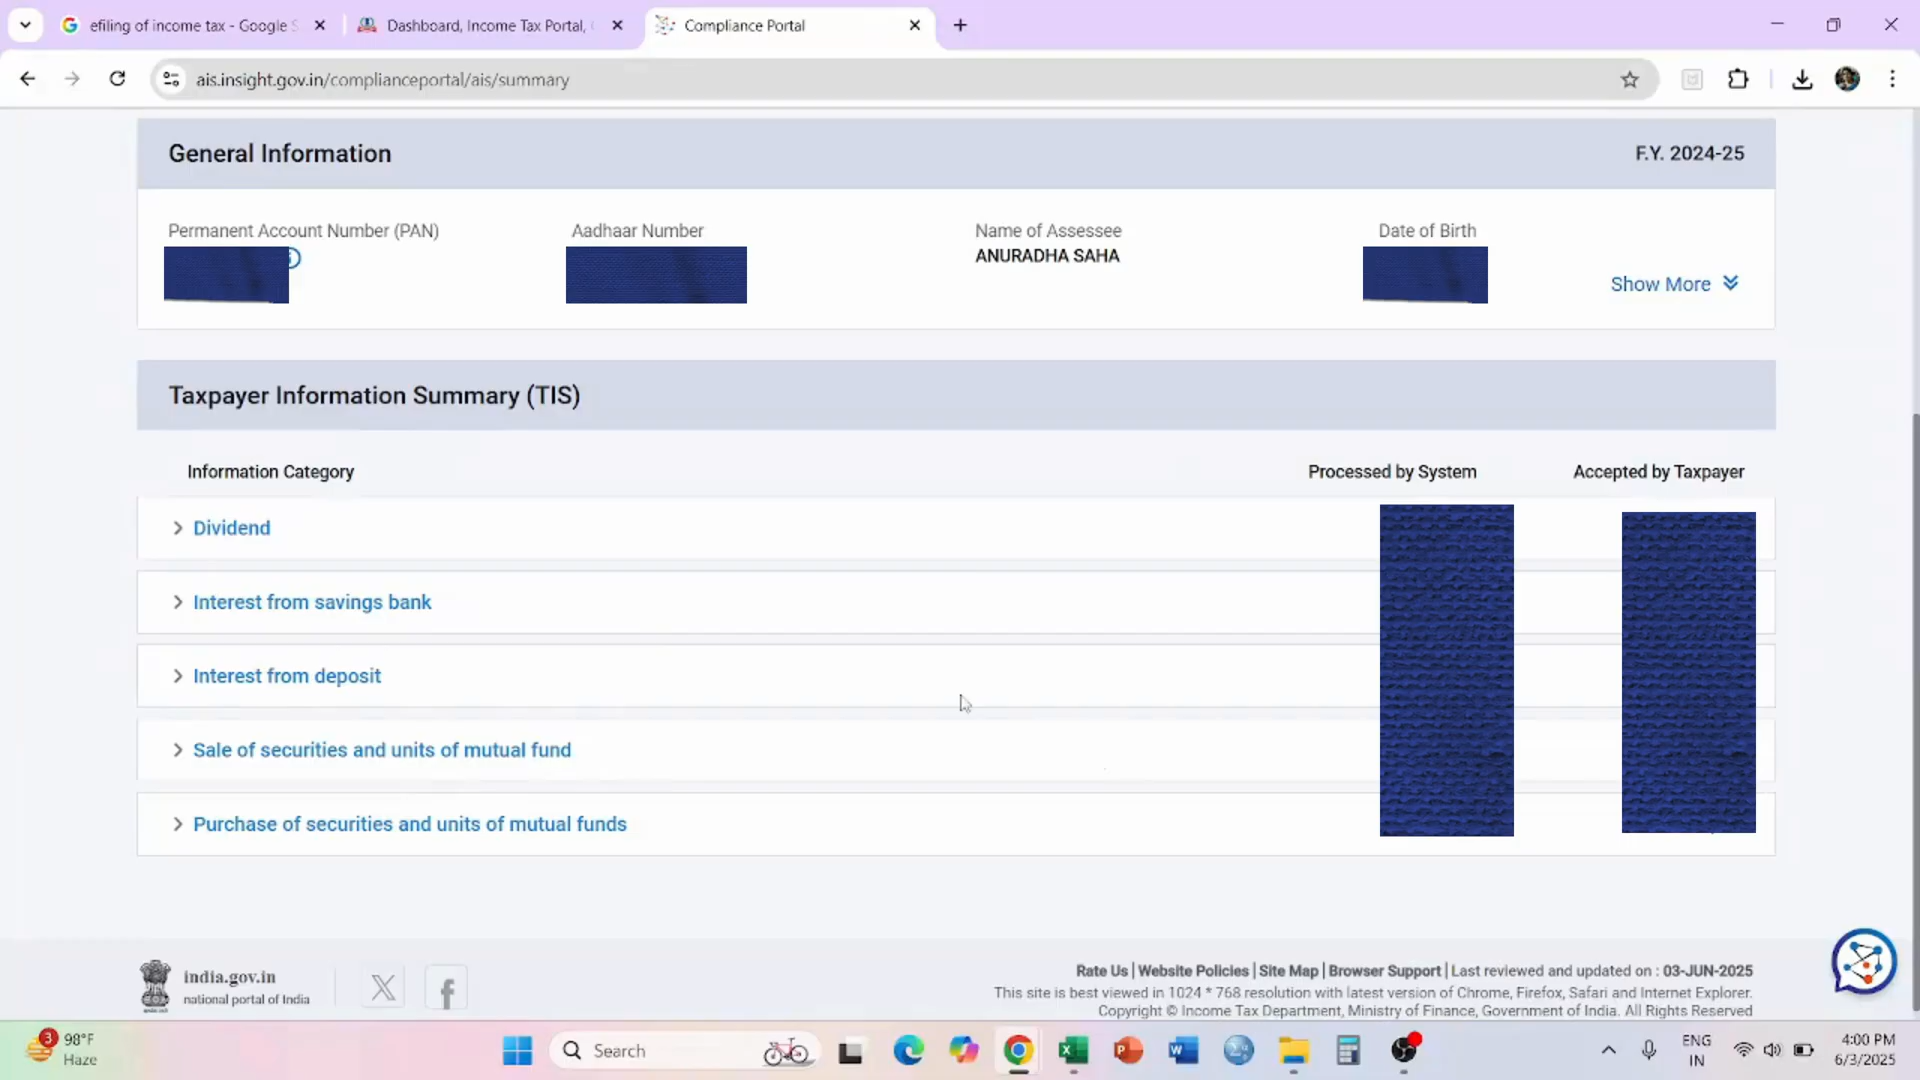 efiling of income tax - Google S
Dashboard, Income Tax Portal, 
Compliance Portal
ais.insight.gov.in/complianceportal/ais/summary
General Information
F.Y. 2024-25
Permanent Account Number (PAN)
Aadhaar Number
Name of Assessee
Date of Birth
ANURADHA SAHA
Show More
Taxpayer Information Summary (TIS)
Information Category
Processed by System
Accepted by Taxpayer
Dividend
Interest from savings bank
Interest from deposit
Sale of securities and units of mutual fund
Purchase of securities and units of mutual funds
india.gov.in
national portal of India
Rate Us | Website Policies | Site Map | Browser Support | Last reviewed and updated on : 03-JUN-2025
This site is best viewed in 1024 * 768 resolution with latest version of Chrome, Firefox, Safari and Internet Explorer.
Copyright © Income Tax Department, Ministry of Finance, Government of India. All Rights Reserved
3
98°F
Haze
Search
ENG
IN
4:00 PM
6/3/2025